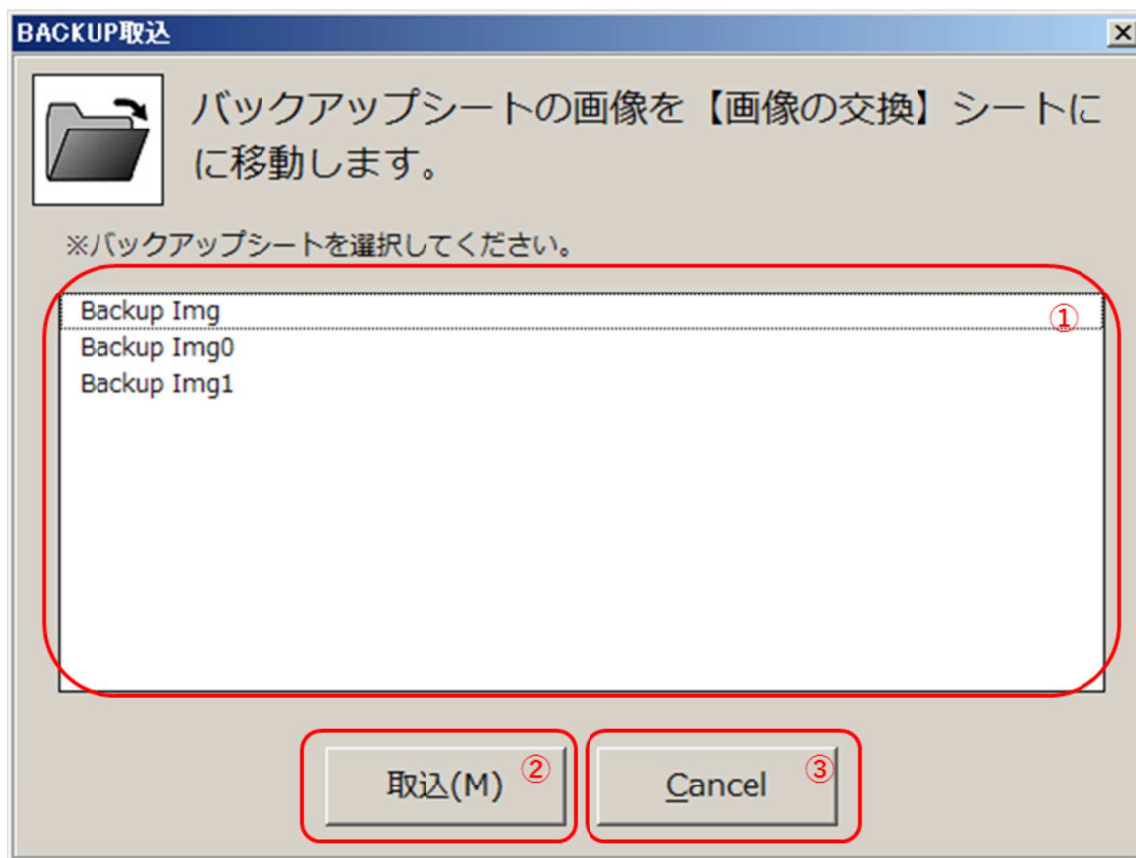 BACKUP取込
バックアップシートの画像を【画像の交換】シートに
に移動します。
※バックアップシートを選択してください。
Backup Img
①
Backup Img0
Backup Img1
取込(M)
②
Cancel
③